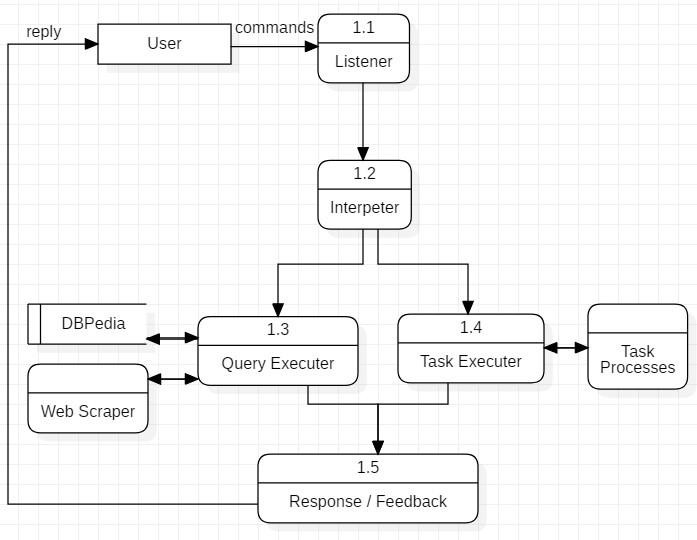 reply
commands
User
1.1
Listener
1.2
Interpeter
DBPedia
1.3
Query Executer
1.4
Task Executer
Task
Processes
Web Scraper
1.5
Response / Feedback